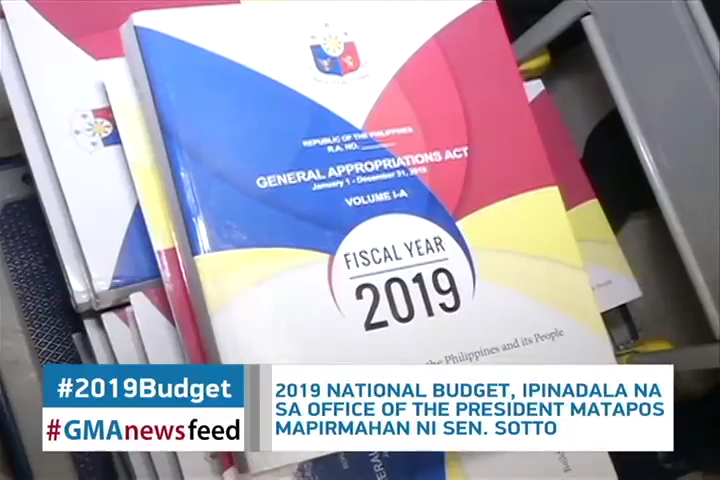 REPUBLIC OF THE PHILIPPINES
R.A. NO.
GENERAL APPROPRIATIONS ACT
January 1 - December 31, 2019
VOLUME I-A
FISCAL YEAR
2019
the Philippines and its People
#2019Budget
#GMAnewsfeed
2019 NATIONAL BUDGET, IPINADALA NA
SA OFFICE OF THE PRESIDENT MATAPOS
MAPIRMAHAN NI SEN. SOTTO